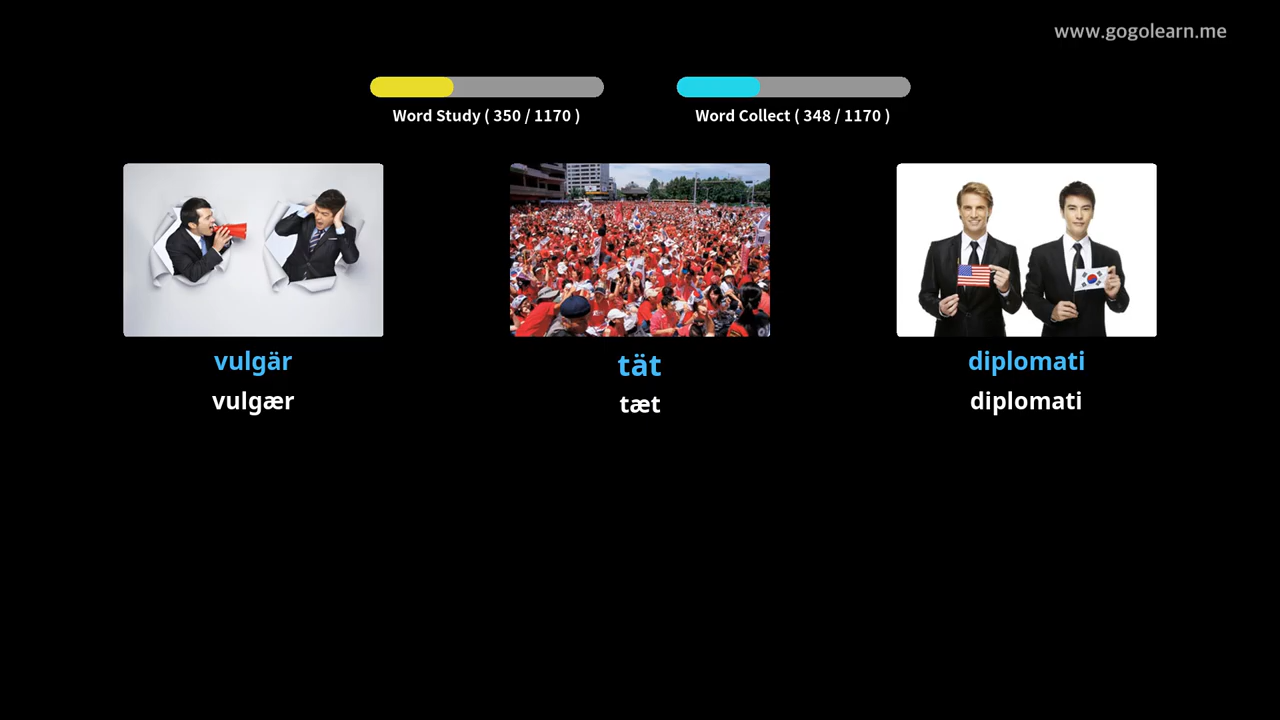 www.gogolearn.me
Word Study ( 350 / 1170 )
Word Collect ( 348 / 1170 )
vulgär
vulgær
tät
tæt
diplomati
diplomati